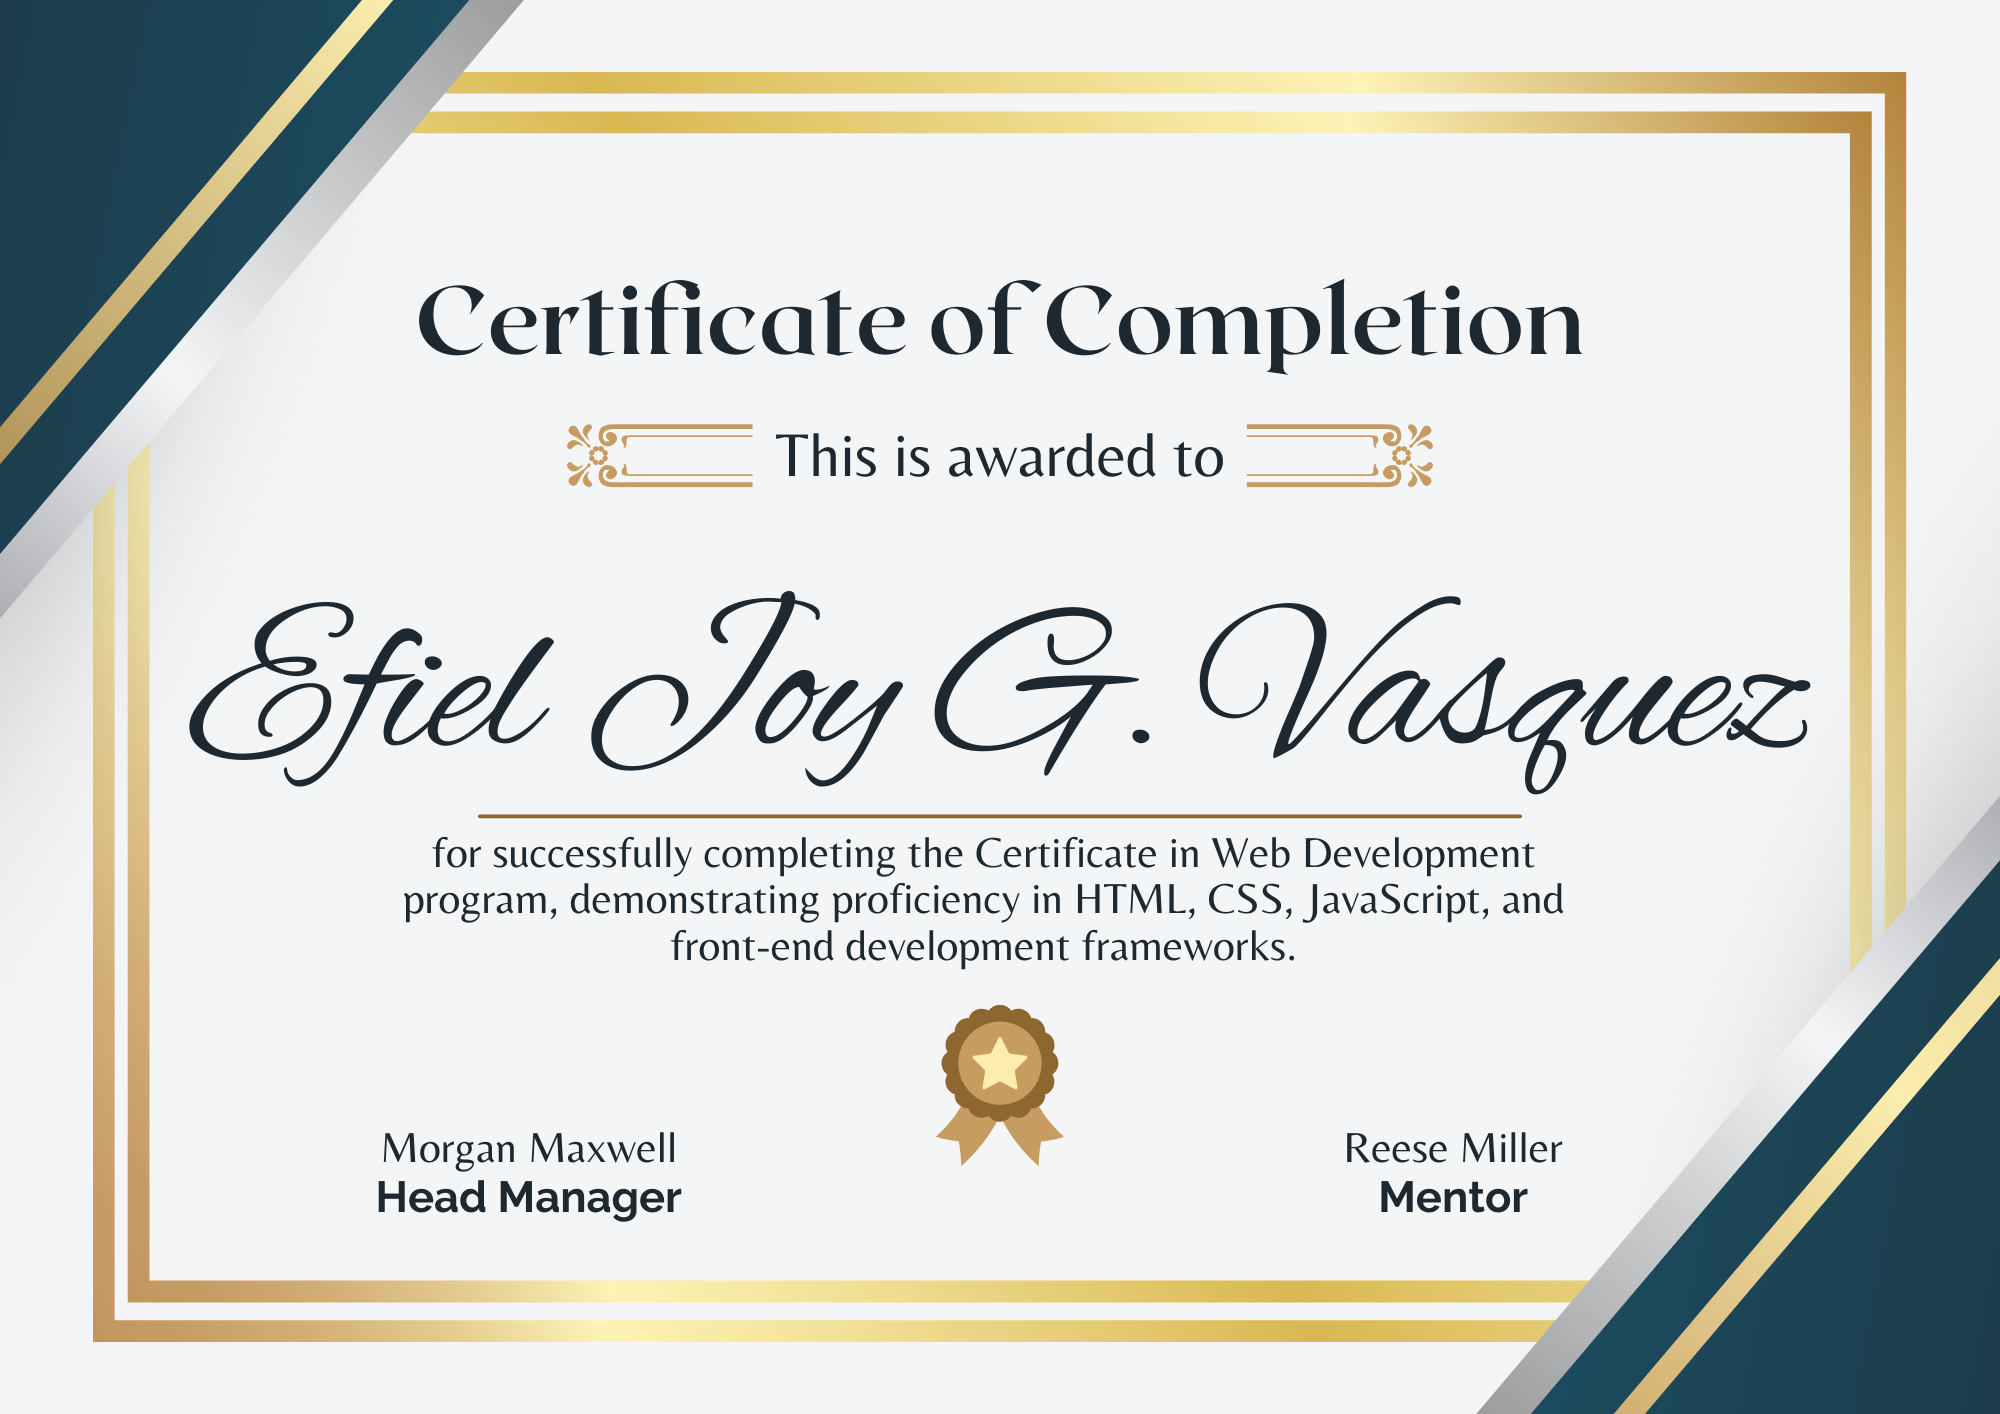 Certificate of Completion
This is awarded to
Efiel Joy G. Vasquez
for successfully completing the Certificate in Web Development
program, demonstrating proficiency in HTML, CSS, JavaScript, and
front-end development frameworks.
Morgan Maxwell
Head Manager
Reese Miller
Mentor